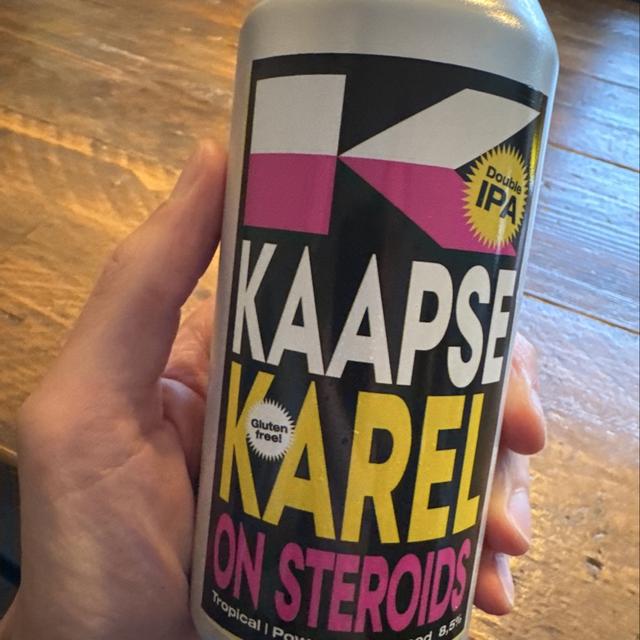 K
Double
IPA
KAAPSE
KAREL
Gluten
free!
ON STEROIDS
Tropical | 8,5%